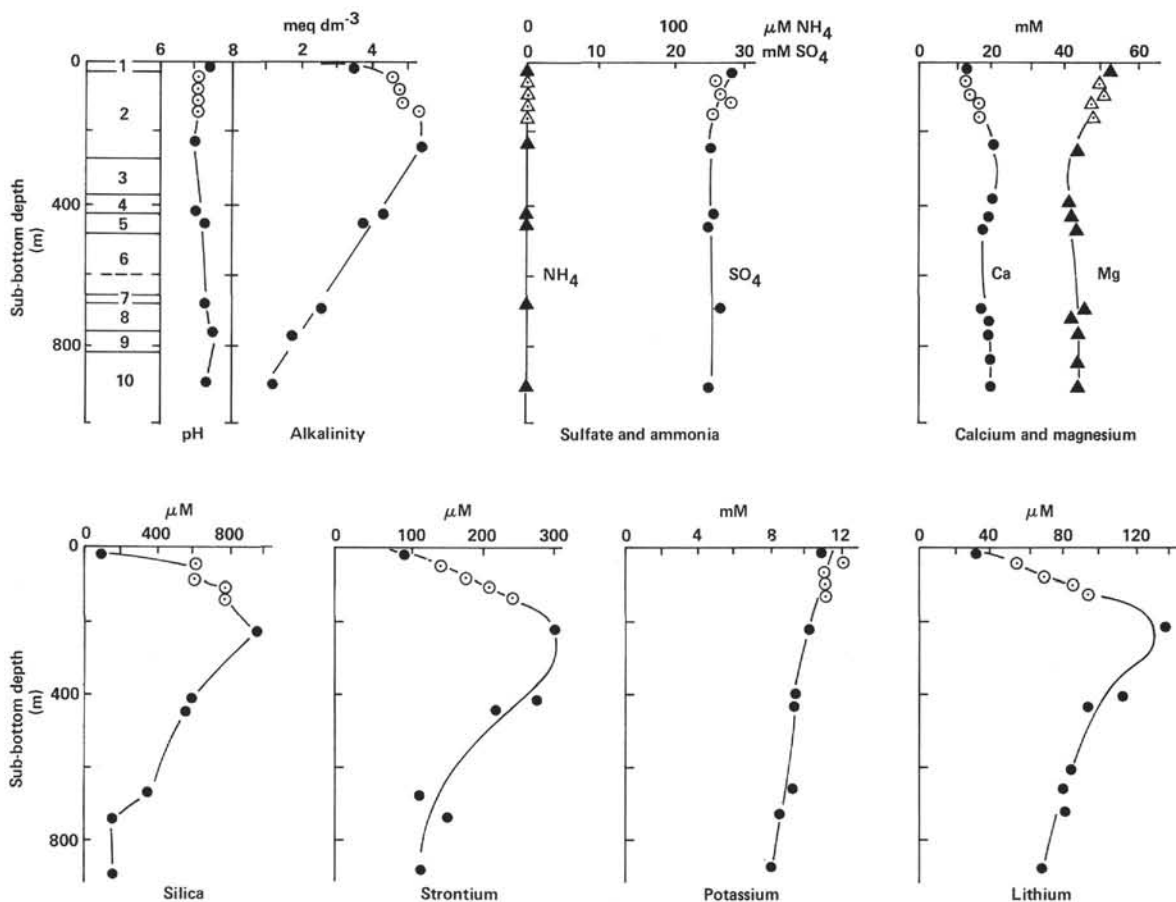 meq dm-3
μM NH4
mM SO4
mM
6 8 2 4
0 100
0 10 20 30
0 20 40 60
0
400
800
Sub-bottom depth
(m)
1
2
3
4
5
6
7
8
9
10
NH4
SO4
Ca
Mg
pH
Alkalinity
Sulfate and ammonia
Calcium and magnesium
μM
μM
mM
μM
0 400 800
0 100 200 300
0 8 10 12
0 40 80 120
0
400
800
Sub-bottom depth
(m)
Silica
Strontium
Potassium
Lithium